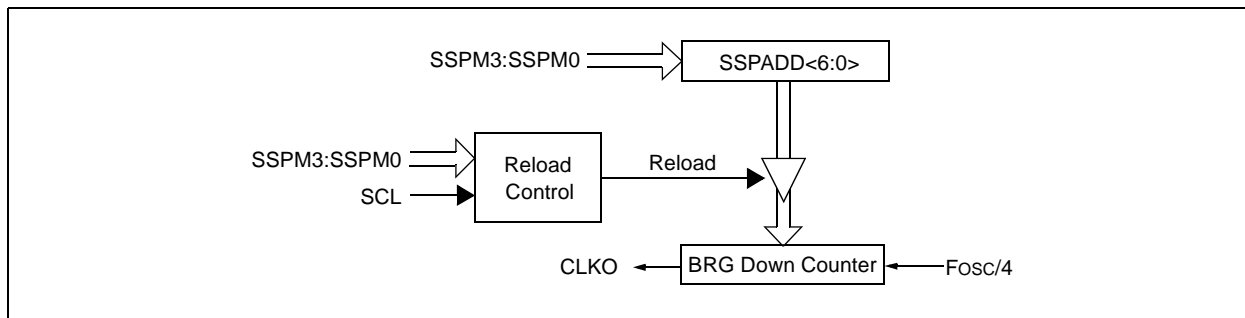 SSPM3:SSPM0
SSPADD<6:0>
SSPM3:SSPM0
SCL
Reload
Control
Reload
CLKO
BRG Down Counter
FOSC/4